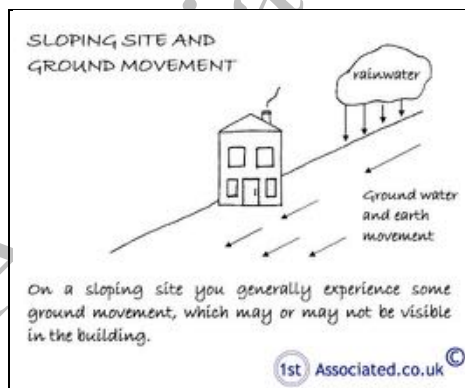 SLOPING SITE AND
GROUND MOVEMENT
rainwater
Ground water
and earth
movement
On a sloping site you generally experience some
ground movement, which may or may not be visible
in the building.
1st Associated.co.uk ©